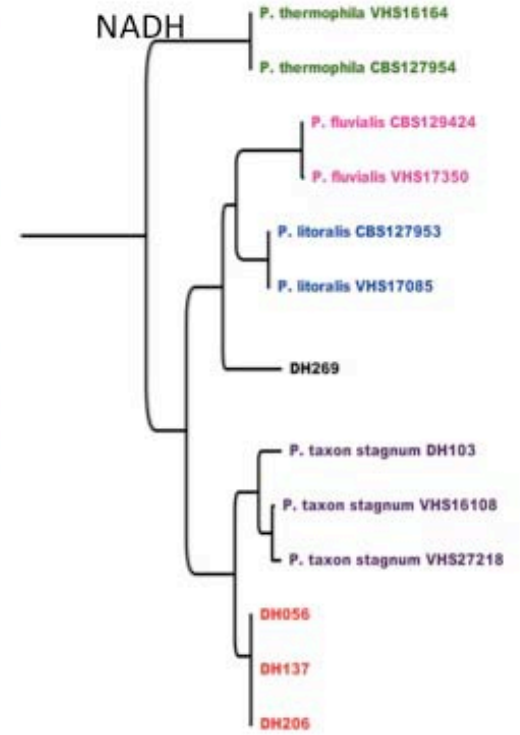 NADH
P. thermophila VHS16164
P. thermophila CBS127954
P. fluvialis CBS129424
P. fluvialis VHS17350
P. litoralis CBS127953
P. litoralis VHS17085
DH269
P. taxon stagnum DH103
P. taxon stagnum VHS16108
P. taxon stagnum VHS27218
DH056
DH137
DH206